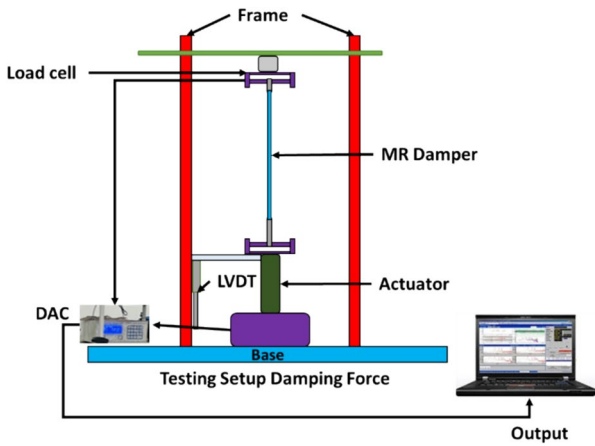 Frame
Load cell
MR Damper
LVDT
Actuator
DAC
Base
Testing Setup Damping Force
Output